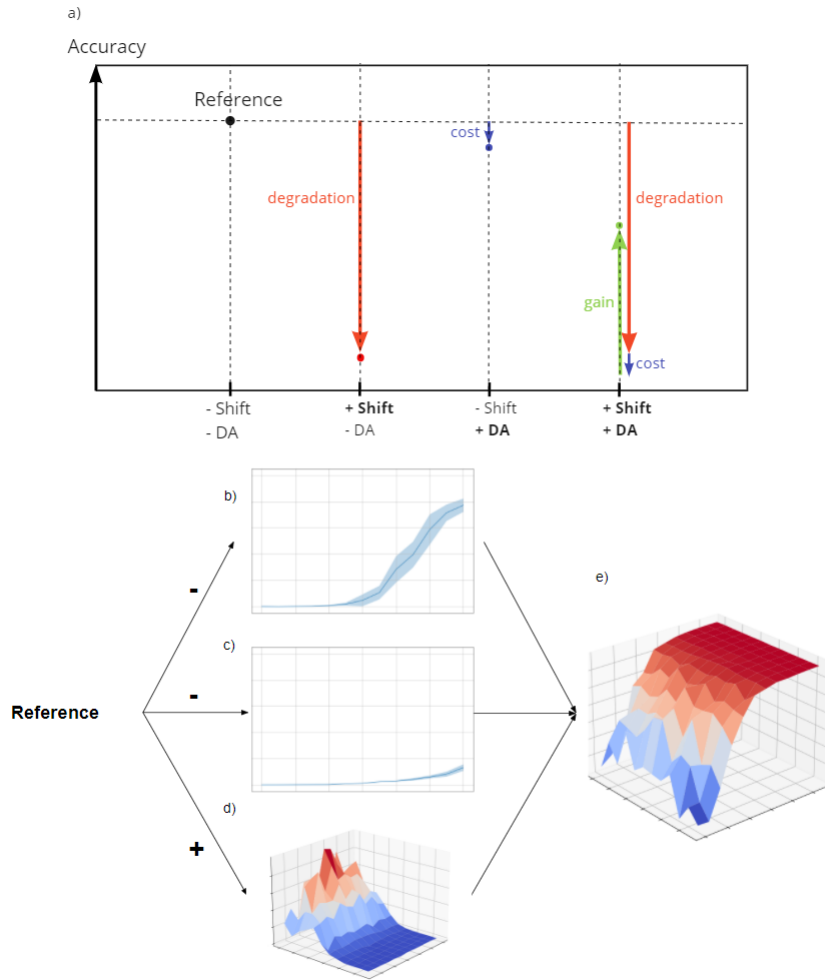 a)
Accuracy
Reference
cost
degradation
degradation
gain
cost
- Shift
- DA
+ Shift
- DA
- Shift
+ DA
+ Shift
+ DA
b)
-
e)
c)
-
Reference
d)
+